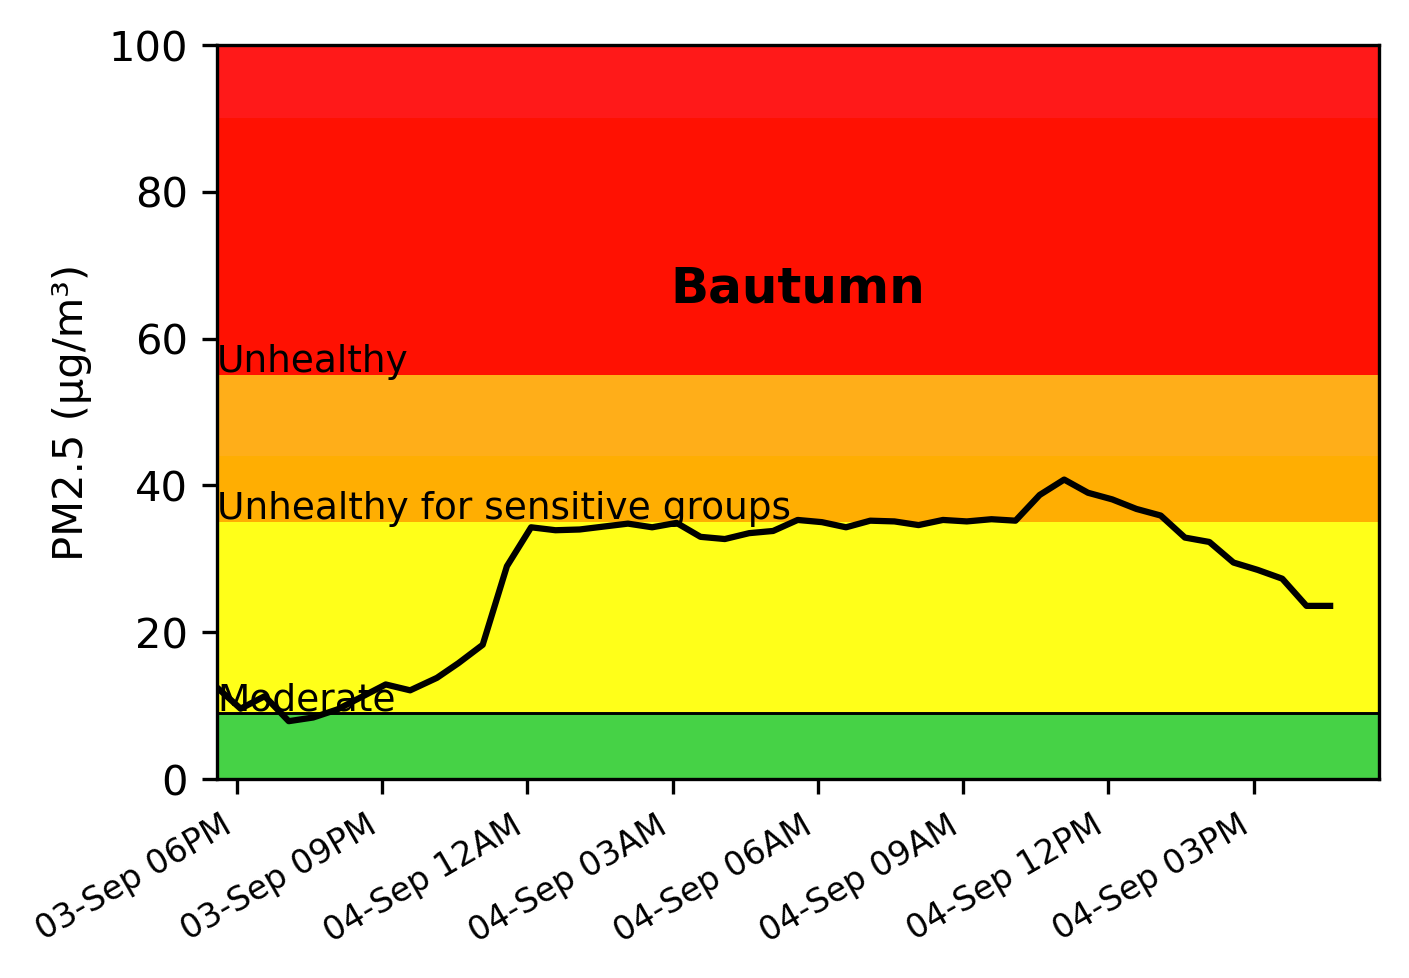 100
80
60
40
20
0
PM2.5 (μg/m³)
Bautumn
Unhealthy
Unhealthy for sensitive groups
Moderate
03-Sep 06PM
03-Sep 09PM
04-Sep 12AM
04-Sep 03AM
04-Sep 06AM
04-Sep 09AM
04-Sep 12PM
04-Sep 03PM